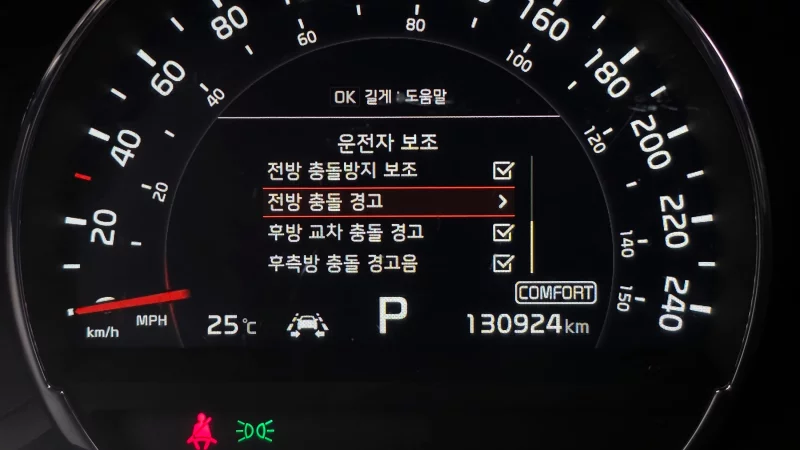 80
160
60
80
100
180
60
40
OK 길게 : 도움말
40
120
200
운전자 보조
전방 충돌방지 보조
20
전방 충돌 경고
20
220
후방 교차 충돌 경고
140
후측방 충돌 경고음
COMFORT
150
240
km/h
MPH
25℃
P
130924km